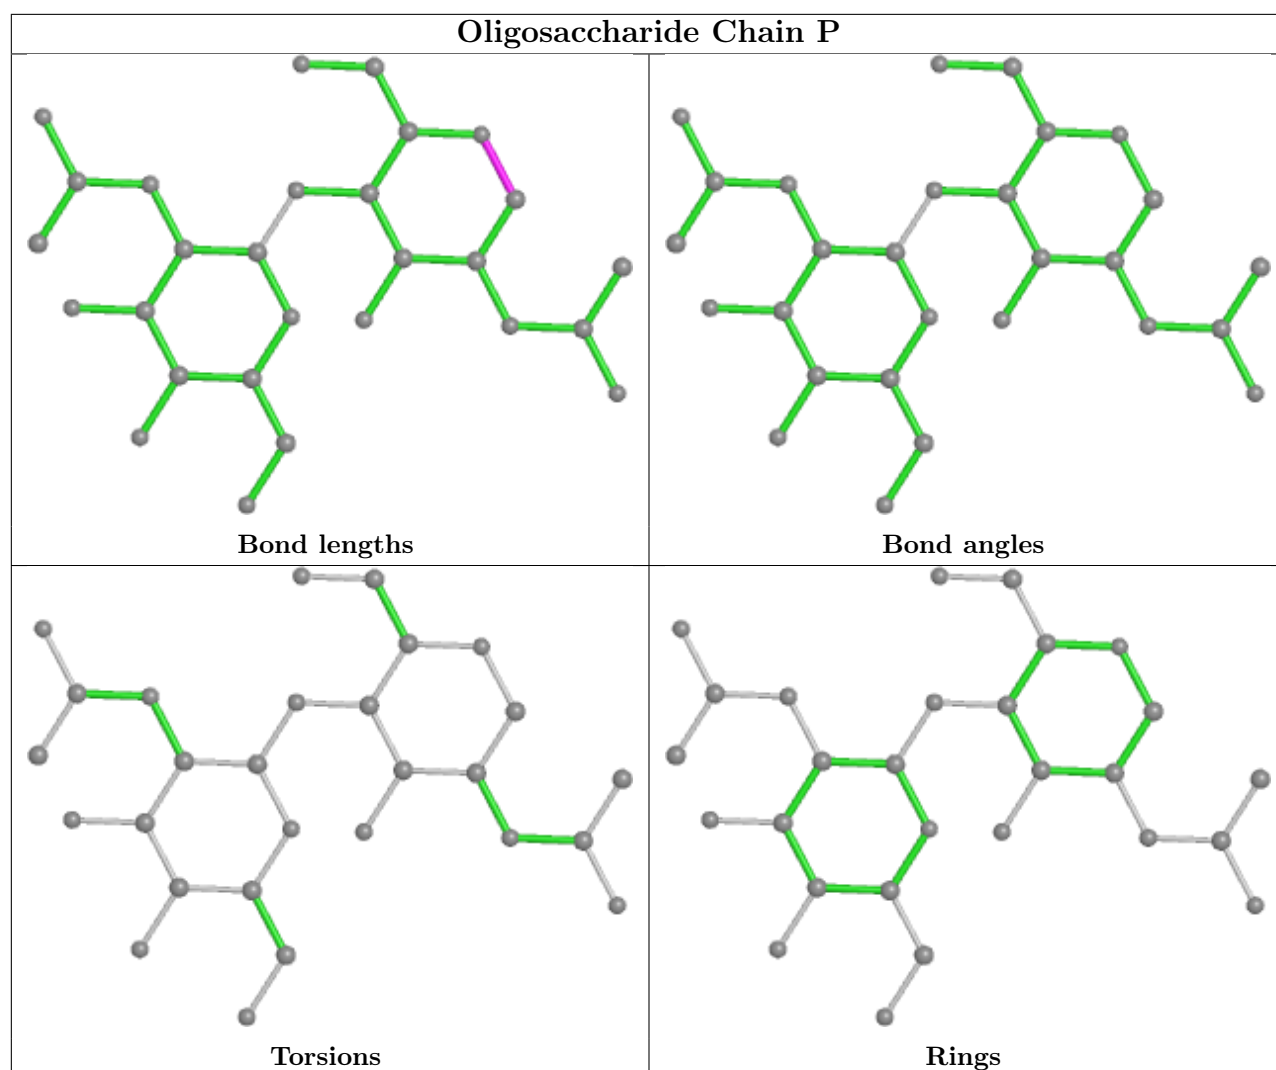 Oligosaccharide Chain P
Bond lengths
Bond angles
Torsions
Rings